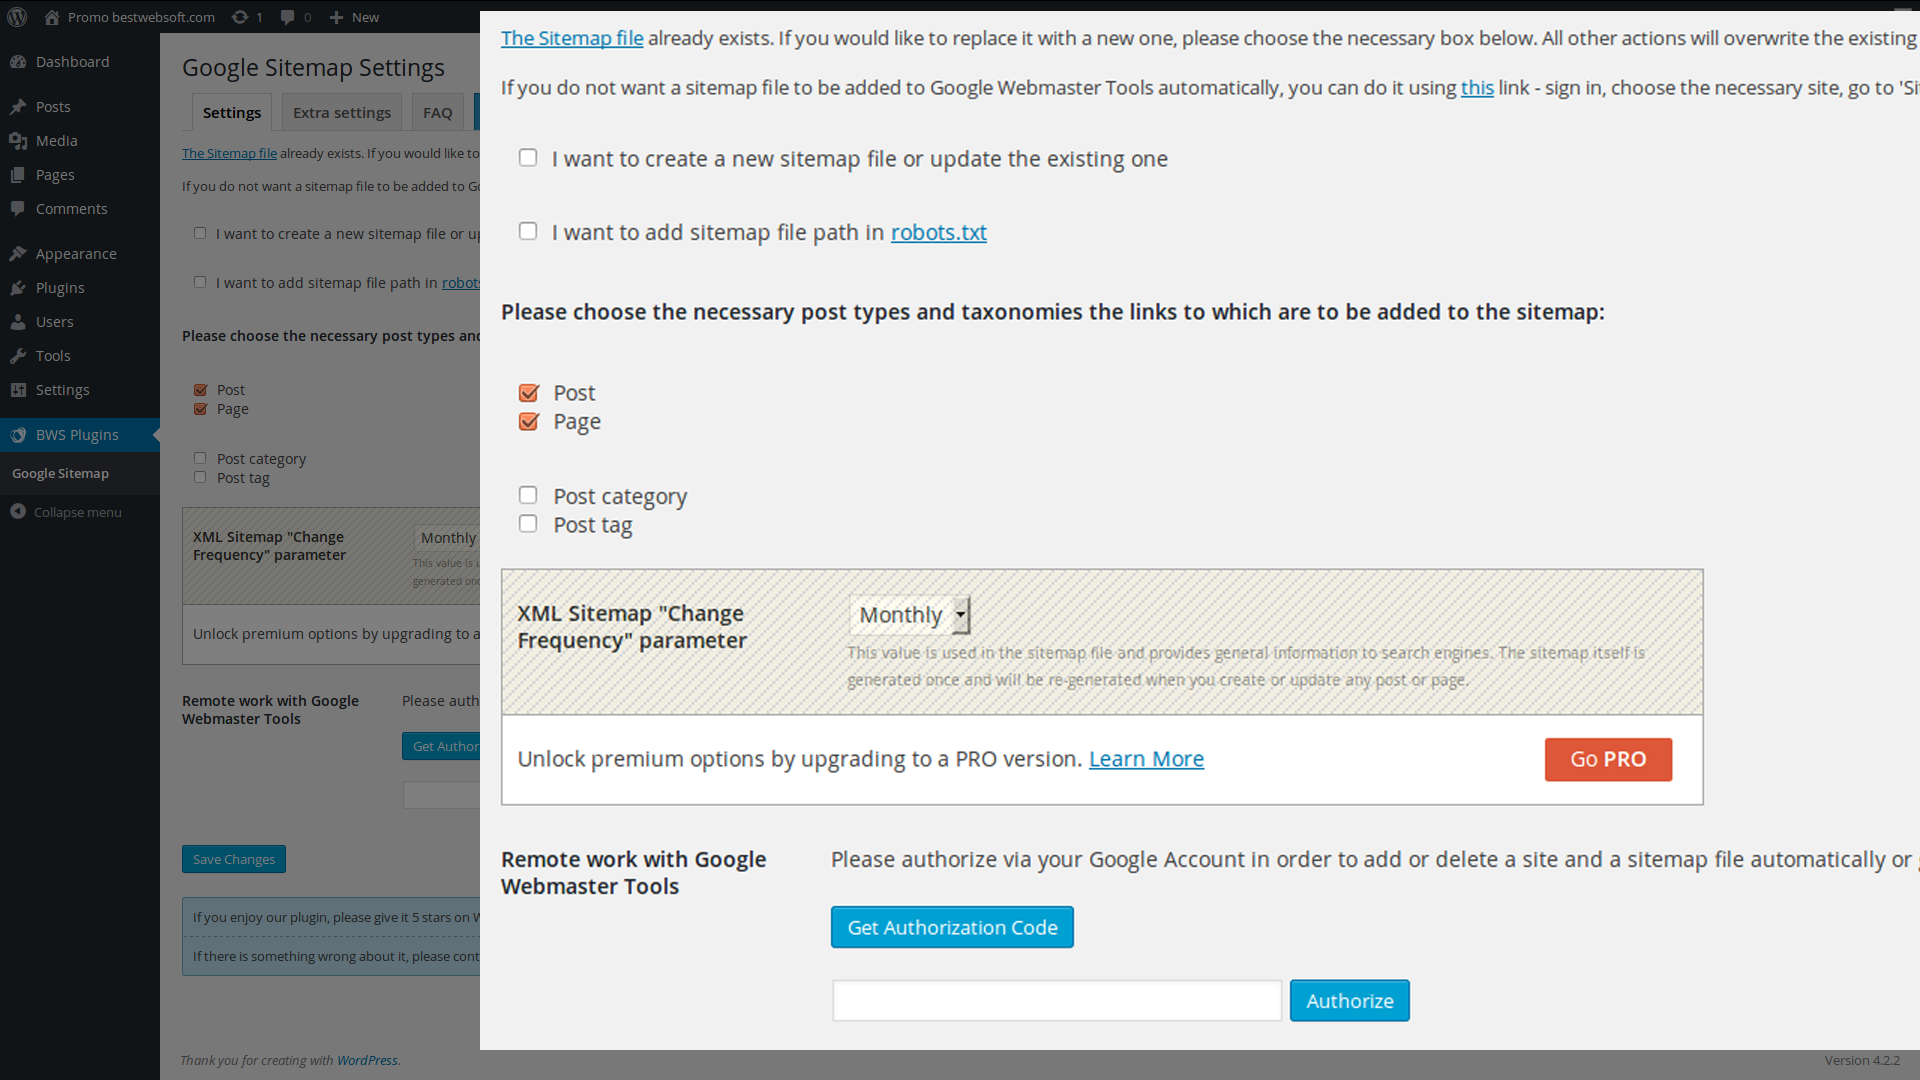 Promo bestwebsoft.com 1 0 New
Dashboard
Posts
Media
Pages
Comments
Appearance
Plugins
Users
Tools
Settings
BWS Plugins
Google Sitemap
Collapse menu
Google Sitemap Settings
Settings Extra settings FAQ
The Sitemap file already exists. If you would like to
If you do not want a sitemap file to be added to Go
I want to create a new sitemap file or up
I want to add sitemap file path in robots
Please choose the necessary post types and
Post
Page
Post category
Post tag
XML Sitemap "Change
Frequency" parameter
Monthly
This value is u
generated onc
Unlock premium options by upgrading to a
Remote work with Google
Webmaster Tools
Please auth
Get Author
Save Changes
If you enjoy our plugin, please give it 5 stars on W
If there is something wrong about it, please cont
Thank you for creating with WordPress.
Version 4.2.2
The Sitemap file already exists. If you would like to replace it with a new one, please choose the necessary box below. All other actions will overwrite the existing
If you do not want a sitemap file to be added to Google Webmaster Tools automatically, you can do it using this link - sign in, choose the necessary site, go to 'Si
I want to create a new sitemap file or update the existing one
I want to add sitemap file path in robots.txt
Please choose the necessary post types and taxonomies the links to which are to be added to the sitemap:
Post
Page
Post category
Post tag
XML Sitemap "Change
Frequency" parameter
Monthly
This value is used in the sitemap file and provides general information to search engines. The sitemap itself is
generated once and will be re-generated when you create or update any post or page.
Unlock premium options by upgrading to a PRO version. Learn More
Go PRO
Remote work with Google
Webmaster Tools
Please authorize via your Google Account in order to add or delete a site and a sitemap file automatically or g
Get Authorization Code
Authorize